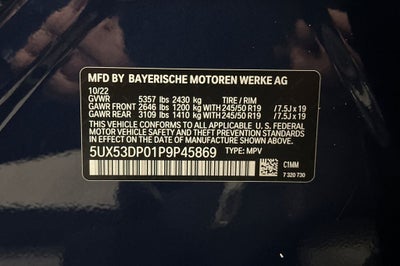 MFD BY BAYERISCHE MOTOREN WERKE AG
10/22
GVWR 5357 lbs 2430 kg TIRE / RIM
GAWR FRONT 2646 lbs 1200 kg 245/50 R19 / 7.5J x 19
GAWR REAR 3109 lbs 1410 kg 245/50 R19 / 7.5J x 19
THIS VEHICLE CONFORMS TO ALL APPLICABLE U.S. FEDERAL MOTOR VEHICLE SAFETY, BUMPER, AND THEFT PREVENTION STANDARDS IN EFFECT ON THE DATE OF MANUFACTURE SHOWN ABOVE.
5UX53DP01P9P45869 TYPE: MPV
C1MM
7 320 730